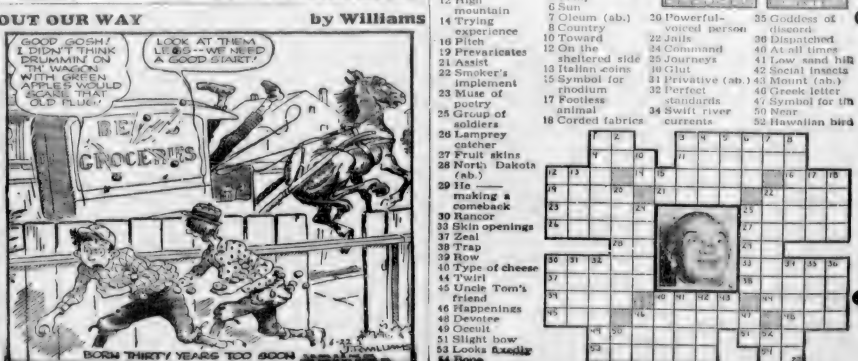 OUT OUR WAY by Williams
GOOD GOSH!
I DIDN'T THINK
DRUMMIN' ON
TH' WAGON
WITH GREEN
APPLES WOULD
SCARE THAT
OLD PLUG!
LOOK AT THEM
LEGS--WE NEED
A GOOD START!
GROCERIES
BORN THIRTY YEARS TOO SOON
6-22
J.R.WILLIAMS
12 High
mountain
14 Trying
experience
16 Pitch
19 Prevaricates
21 Assist
22 Smoker's
implement
23 Muse of
poetry
25 Group of
soldiers
26 Lamprey
catcher
27 Fruit skins
28 North Dakota
(ab.)
29 He ——
making a
comeback
30 Rancor
33 Skin openings
37 Zeal
38 Trap
39 Row
40 Type of cheese
44 Twirl
45 Uncle Tom's
friend
46 Happenings
48 Devotee
49 Occult
51 Slight bow
53 Looks fixedly
54 Bone
6 Sun
7 Oleum (ab.)
8 Country
10 Toward
12 On the
sheltered side
13 Italian coins
15 Symbol for
rhodium
17 Footless
animal
18 Corded fabrics
20 Powerful-
voiced person
22 Jails
24 Command
25 Journeys
30 Glut
31 Privative (ab.)
32 Perfect
standards
34 Swift river
currents
35 Goddess of
discord
36 Dispatched
40 At all times
41 Low sand hill
42 Social insects
43 Mount (ab.)
46 Greek letter
47 Symbol for tin
50 Near
52 Hawaiian bird